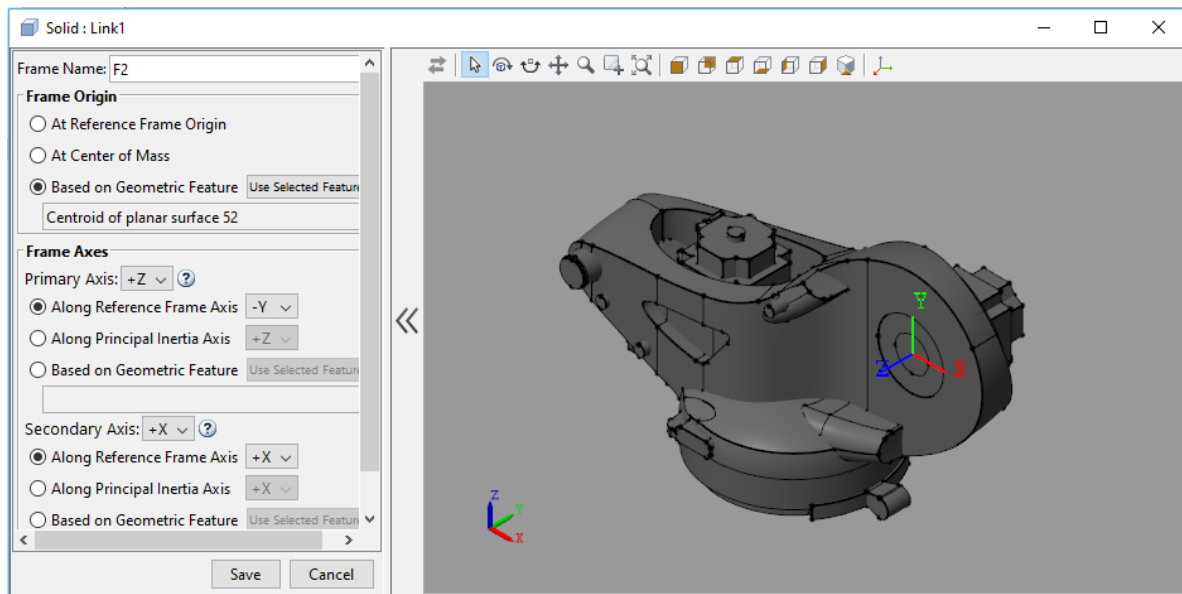 Solid : Link1
Frame Name: F2
Frame Origin
At Reference Frame Origin
At Center of Mass
Based on Geometric Feature Use Selected Feature
Centroid of planar surface 52
Frame Axes
Primary Axis: +Z
Along Reference Frame Axis -Y
Along Principal Inertia Axis +Z
Based on Geometric Feature Use Selected Feature
Secondary Axis: +X
Along Reference Frame Axis +X
Along Principal Inertia Axis +X
Based on Geometric Feature Use Selected Feature
Save Cancel
Y
Z X
Z
Y
X